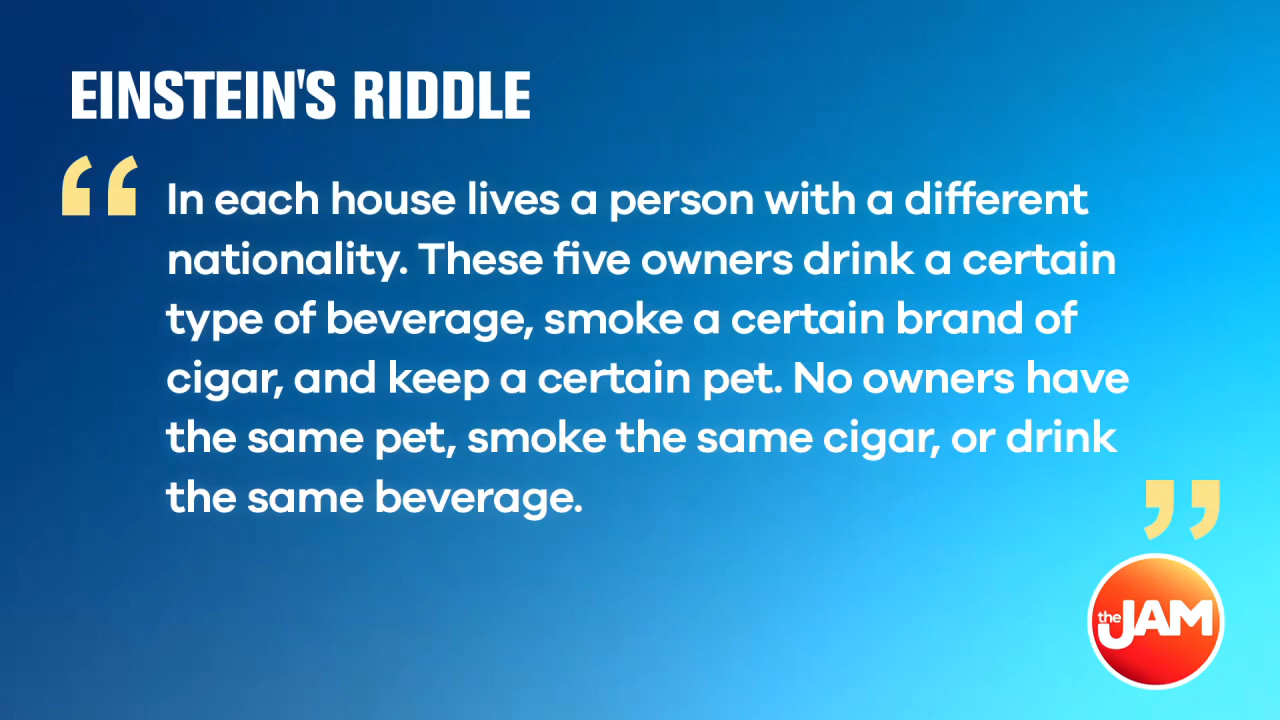 EINSTEIN'S RIDDLE
“ In each house lives a person with a different
nationality. These five owners drink a certain
type of beverage, smoke a certain brand of
cigar, and keep a certain pet. No owners have
the same pet, smoke the same cigar, or drink
the same beverage. ”
the JAM